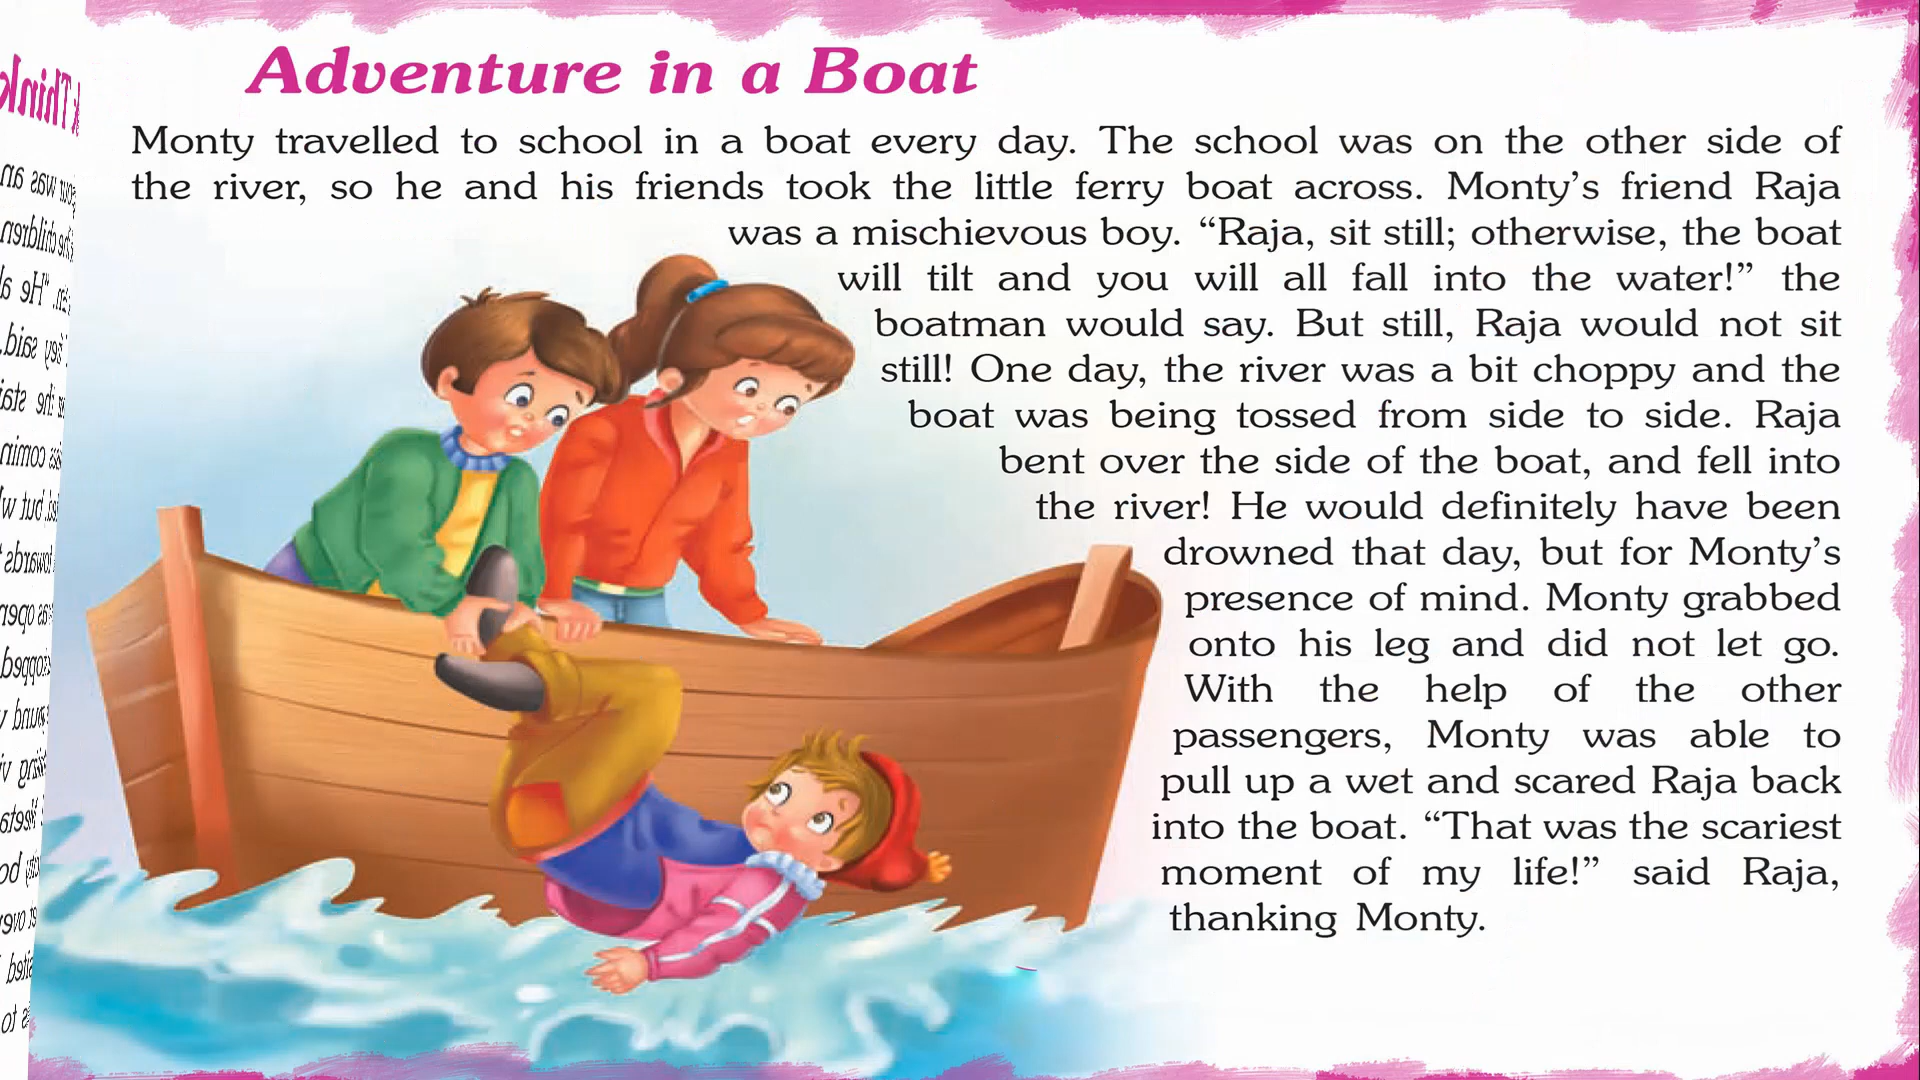 Adventure in a Boat
Monty travelled to school in a boat every day. The school was on the other side of
the river, so he and his friends took the little ferry boat across. Monty's friend Raja
was a mischievous boy. “Raja, sit still; otherwise, the boat
will tilt and you will all fall into the water!” the
boatman would say. But still, Raja would not sit
still! One day, the river was a bit choppy and the
boat was being tossed from side to side. Raja
bent over the side of the boat, and fell into
the river! He would definitely have been
drowned that day, but for Monty’s
presence of mind. Monty grabbed
onto his leg and did not let go.
With the help of the other
passengers, Monty was able to
pull up a wet and scared Raja back
into the boat. “That was the scariest
moment of my life!” said Raja,
thanking Monty.